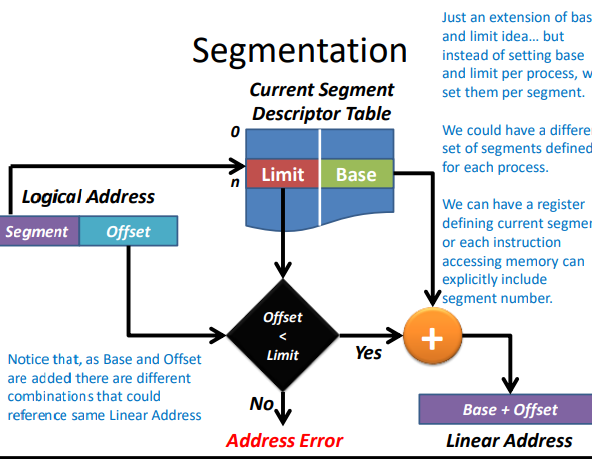 Segmentation
Just an extension of bas
and limit idea... but
instead of setting base
and limit per process, w
set them per segment.
We could have a differe
set of segments defined
for each process.
We can have a register
defining current segmen
or each instruction
accessing memory can
explicitly include
segment number.
Current Segment
Descriptor Table
0
n
Limit
Base
Logical Address
Segment
Offset
Offset
<
Limit
Yes
+
No
Address Error
Base + Offset
Linear Address
Notice that, as Base and Offset
are added there are different
combinations that could
reference same Linear Address